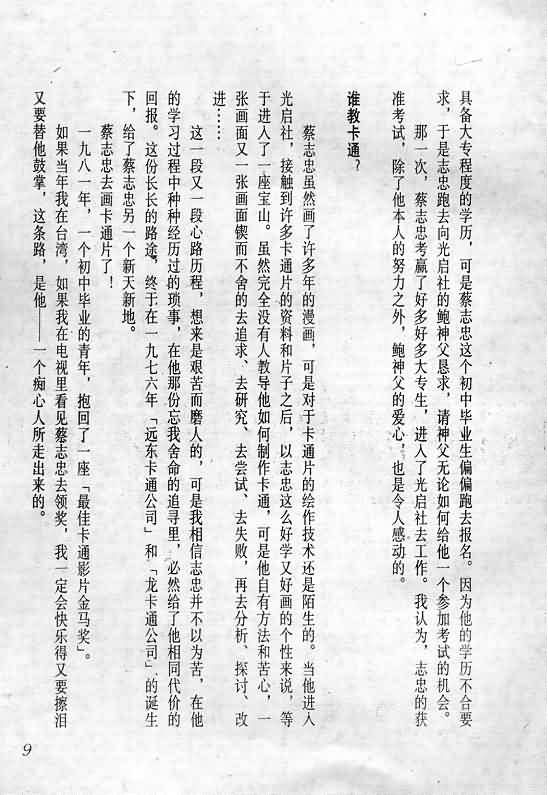 具备大专程度的学历，可是蔡志忠这个初中毕业生偏偏跑去报名。因为他的学历不合要
求，于是志忠跑去向光启社的鲍神父恳求，请神父无论如何给他一个参加考试的机会。
那一次，蔡志忠考赢了好多好多大专生，进入了光启社去工作。我认为，志忠的获
准考试，除了他本人的努力之外，鲍神父的爱心，也是令人感动的。
谁教卡通？
蔡志忠虽然画了许多年的漫画，可是对于卡通片的绘作技术还是陌生的。当他进入
光启社，接触到许多卡通片的资料和片子之后，以志忠这么好学又好画的个性来说，等
于进入了一座宝山。虽然完全没有人教导他如何制作卡通，可是他自有方法和苦心，一
张画面又一张画面锲而不舍的去追求、去研究、去尝试、去失败，再去分析、探讨、改
进……
这一段又一段心路历程，想来是艰苦而磨人的，可是我相信志忠并不以为苦，在他
的学习过程中种种经历过的琐事，在他那份忘我舍命的追寻里，必然给了他相同代价的
回报。这份长长的路途，终于在一九七六年「远东卡通公司」和「龙卡通公司」的诞生
下，给了蔡志忠另一个新天新地。
蔡志忠去画卡通片了！
一九八一年，一个初中毕业的青年，抱回了一座「最佳卡通影片金马奖」。
如果当年我在台湾，如果我在电视里看见蔡志忠去领奖，我一定会快乐得又要擦泪
又要替他鼓掌，这条路，是他——一个痴心人所走出来的。
9